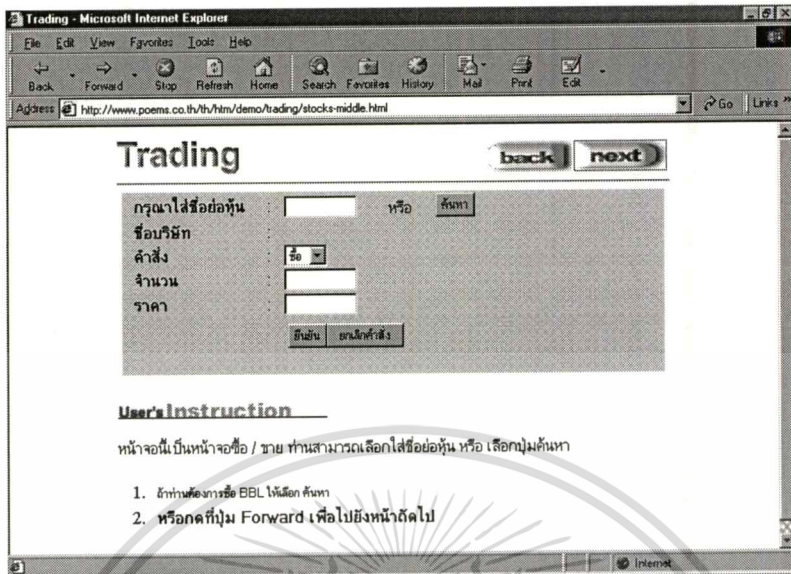 Trading - Microsoft Internet Explorer
File Edit View Favorites Tools Help
Back Forward Stop Refresh Home Search Favorites History Mail Print Edit
Address http://www.poems.co.th/th/htm/demo/trading/stocks-middle.html Go Links »
Trading back next
กรุณาใส่ชื่อย่อหุ้น : หรือ ค้นหา
ชื่อบริษัท :
คำสั่ง : ซื้อ
จำนวน :
ราคา :
ยืนยัน ยกเลิกคำสั่ง
User's Instruction
หน้าจอนี้เป็นหน้าจอซื้อ / ขาย ท่านสามารถเลือกใส่ชื่อย่อหุ้น หรือ เลือกปุ่มค้นหา
1. ถ้าท่านต้องการซื้อ BBL ให้เลือก ค้นหา
2. หรือกดที่ปุ่ม Forward เพื่อไปยังหน้าถัดไป
Internet